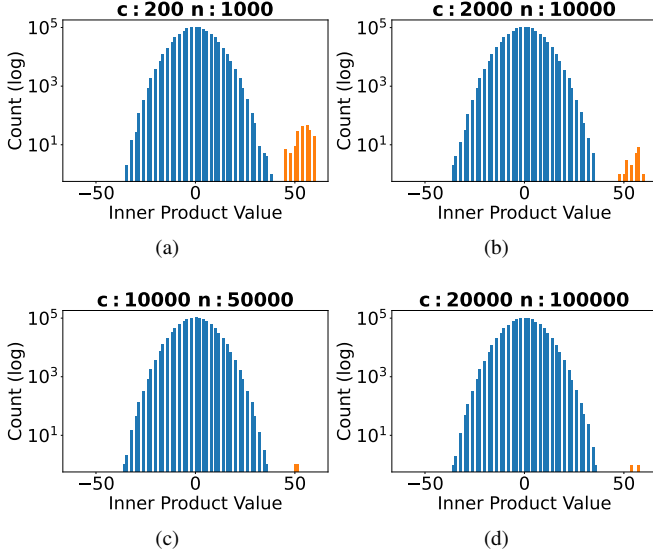 c:200 n:1000
c:2000 n:10000
Count (log)
10^5
10^3
10^1
−50
0
50
Inner Product Value
(a)
Count (log)
10^5
10^3
10^1
−50
0
50
Inner Product Value
(b)
c:10000 n:50000
c:20000 n:100000
Count (log)
10^5
10^3
10^1
−50
0
50
Inner Product Value
(c)
Count (log)
10^5
10^3
10^1
−50
0
50
Inner Product Value
(d)